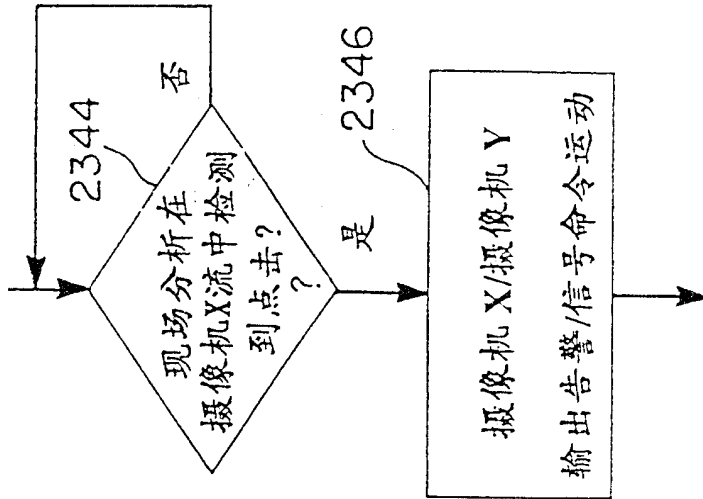 2344
否
现场分析在
摄像机X流中检测
到点击?
?
是
2346
摄像机 X/摄像机 Y
输出告警/信号命令运动